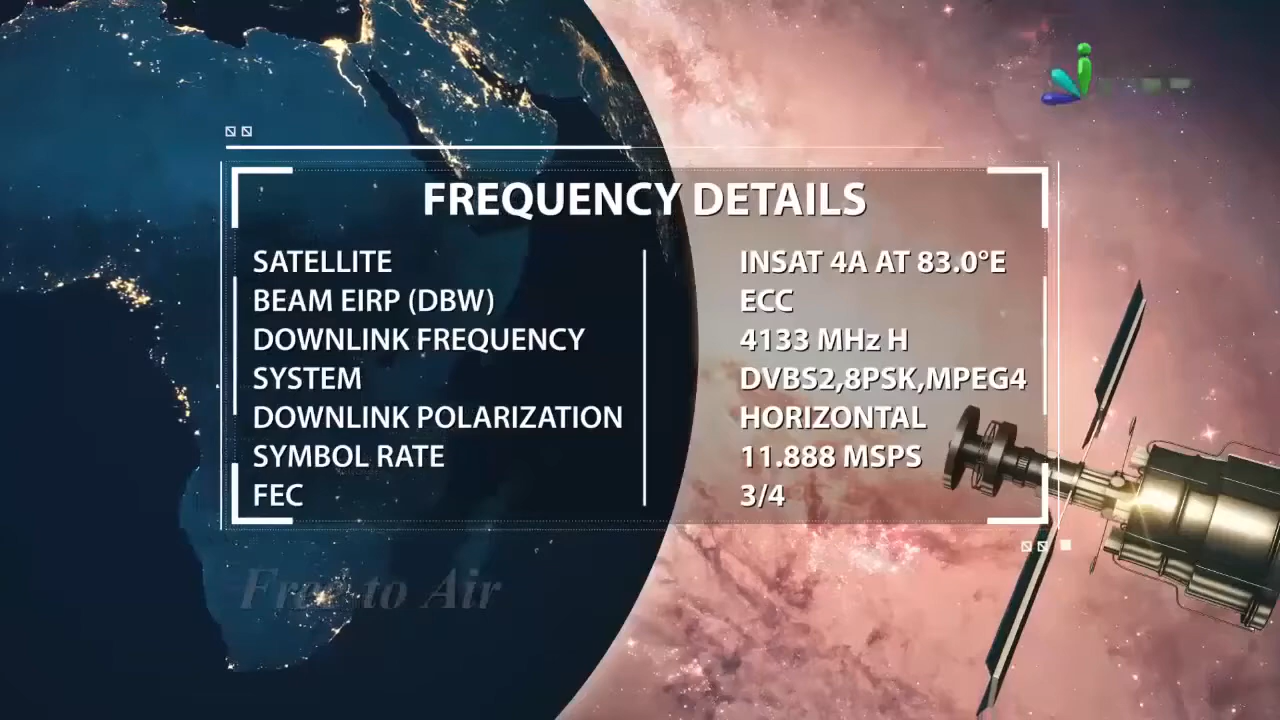 FREQUENCY DETAILS
SATELLITE INSAT 4A AT 83.0°E
BEAM EIRP (DBW) ECC
DOWNLINK FREQUENCY 4133 MHz H
SYSTEM DVBS2,8PSK,MPEG4
DOWNLINK POLARIZATION HORIZONTAL
SYMBOL RATE 11.888 MSPS
FEC 3/4
Free to Air